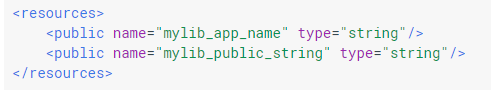 <resources>
    <public name="mylib_app_name" type="string"/>
    <public name="mylib_public_string" type="string"/>
</resources>